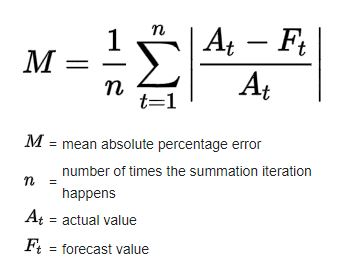 M = 1/n ∑_{t=1}^{n} |(A_t − F_t)/A_t|
M = mean absolute percentage error
n = number of times the summation iteration
happens
A_t = actual value
F_t = forecast value